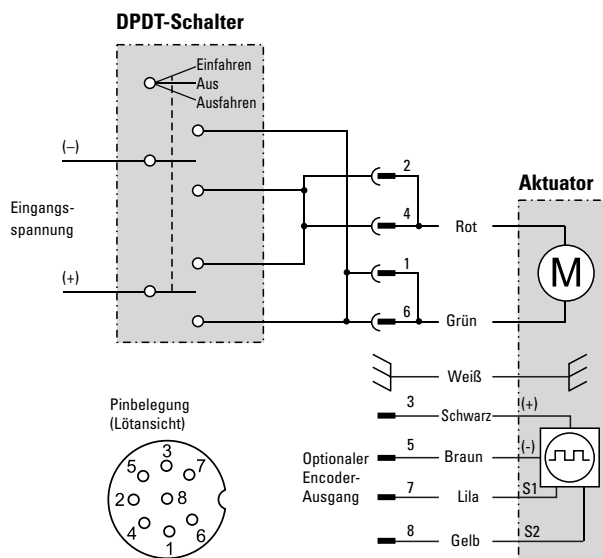 DPDT-Schalter
Einfahren
Aus
Ausfahren
(–)
Eingangs-
spannung
(+)
2
4
1
6
Rot
Grün
Aktuator
M
Weiß
3
Schwarz
(+)
5
Braun
(-)
7
Lila
S1
8
Gelb
S2
Optionaler
Encoder-
Ausgang
Pinbelegung
(Lötansicht)
3
5
7
2
8
4
6
1